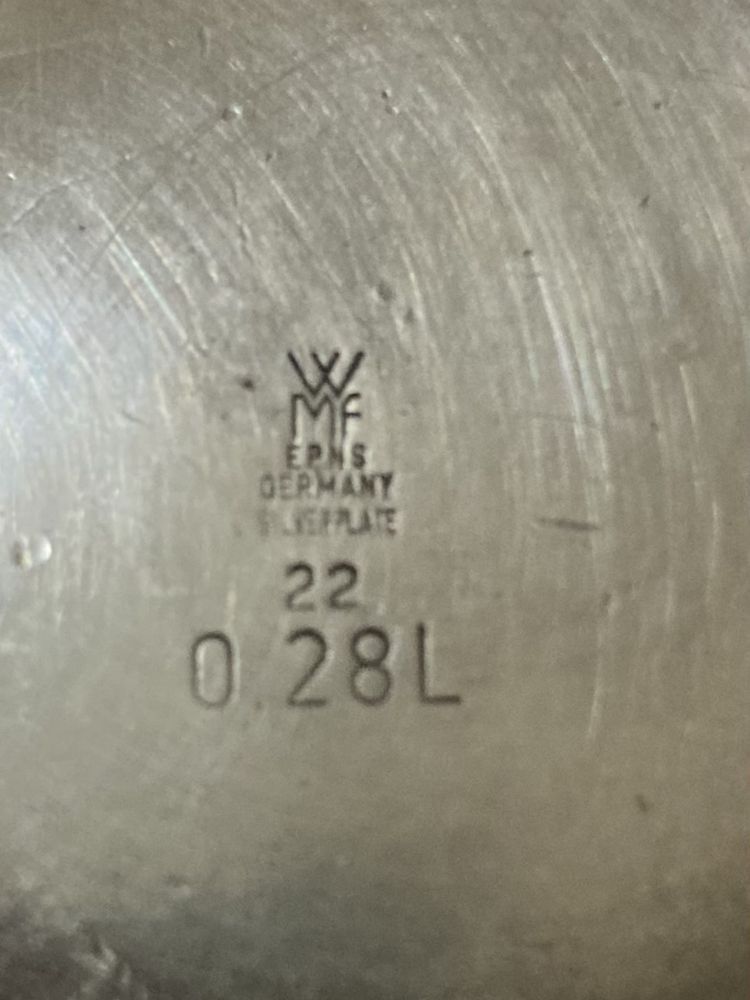 WMF
EPNS
GERMANY
SILVERPLATE
22
0.28L